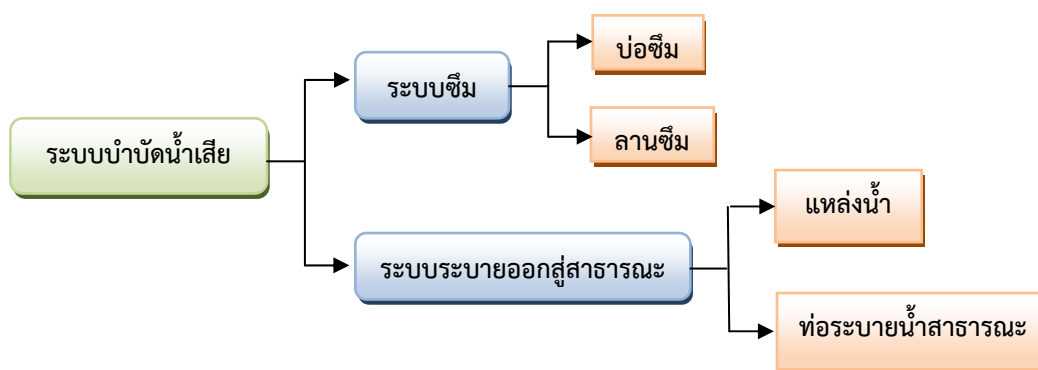 ระบบบำบัดน้ำเสีย
ระบบซึม
บ่อซึม
ลานซึม
ระบบระบายออกสู่สาธารณะ
แหล่งน้ำ
ท่อระบายน้ำสาธารณะ